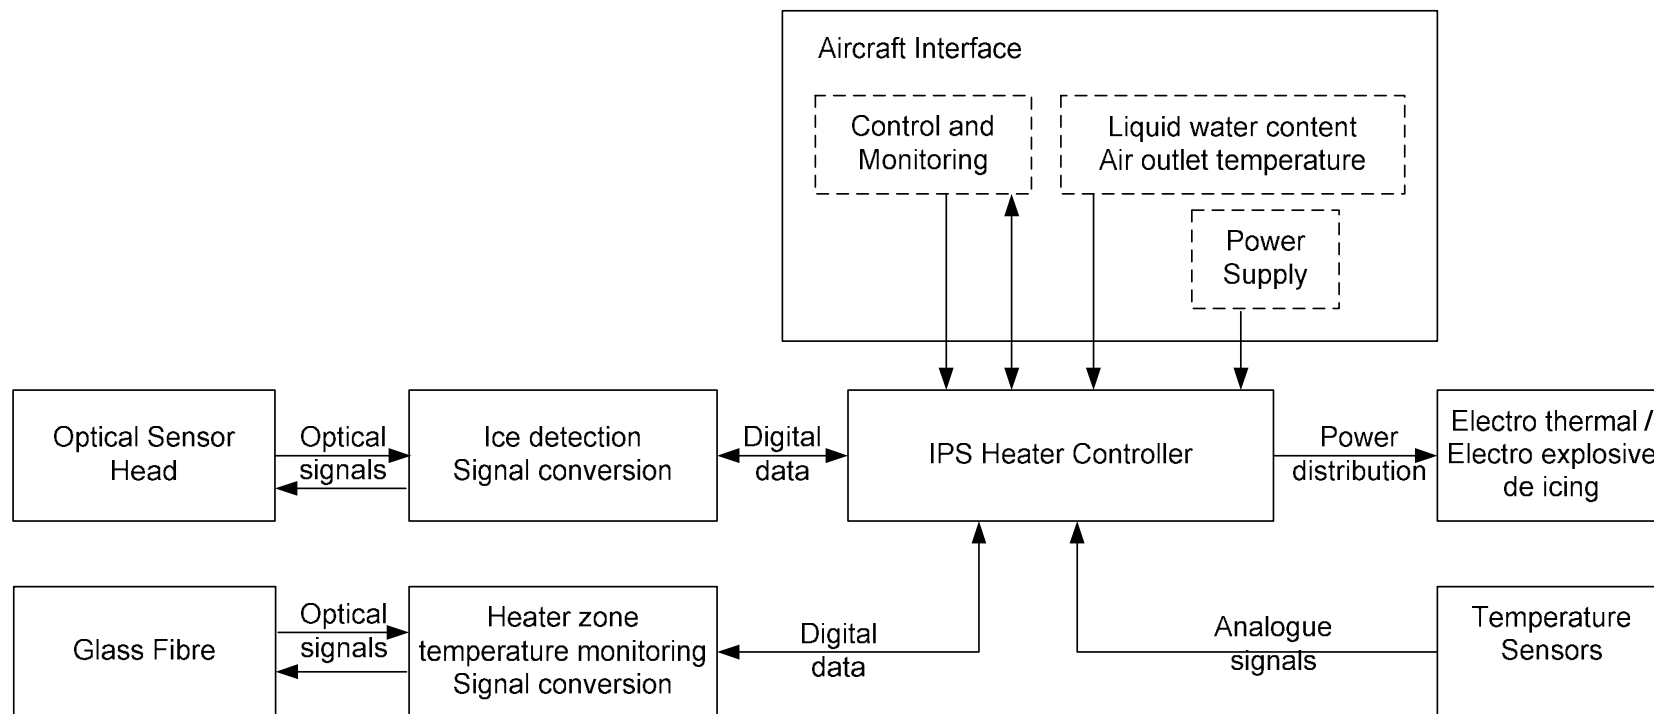 Aircraft Interface
Control and
Monitoring
Liquid water content
Air outlet temperature
Power
Supply
Optical Sensor
Head
Optical
signals
Ice detection
Signal conversion
Digital
data
IPS Heater Controller
Power
distribution
Electro thermal /
Electro explosive
de icing
Glass Fibre
Optical
signals
Heater zone
temperature monitoring
Signal conversion
Digital
data
Analogue
signals
Temperature
Sensors